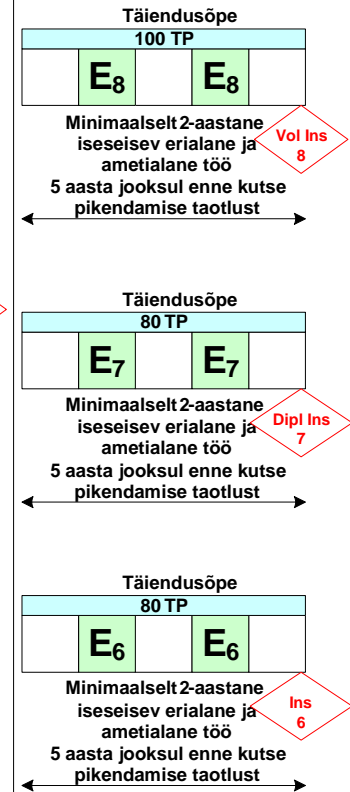 Täiendusõpe
100 TP
E8 E8
Minimaalselt 2-aastane
iseseisev erialane ja
ametialane töö
5 aasta jooksul enne kutse
pikendamise taotlust
Vol Ins
8
Täiendusõpe
80 TP
E7 E7
Minimaalselt 2-aastane
iseseisev erialane ja
ametialane töö
5 aasta jooksul enne kutse
pikendamise taotlust
Dipl Ins
7
Täiendusõpe
80 TP
E6 E6
Minimaalselt 2-aastane
iseseisev erialane ja
ametialane töö
5 aasta jooksul enne kutse
pikendamise taotlust
Ins
6